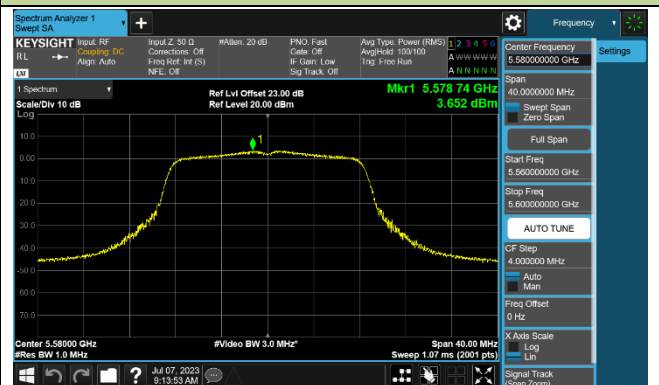 Spectrum Analyzer 1
Swept SA
+
Frequency
KEYSIGHT
RL
LXI
Input: RF
Coupling: DC
Align: Auto
Input Z: 50 Ω
Corrections: Off
Freq Ref: Int (S)
NFE: Off
#Atten: 20 dB
PNO: Fast
Gate: Off
IF Gain: Low
Sig Track: Off
Avg Type: Power (RMS)
Avg|Hold: 100/100
Trig: Free Run
1 2 3 4 5 6
A W W W W W
A N N N N N
1 Spectrum
Scale/Div 10 dB
Log
Ref Lvl Offset 23.00 dB
Ref Level 20.00 dBm
Mkr1 5.578 74 GHz
3.652 dBm
10.0
0.00
-10.0
-20.0
-30.0
-40.0
-50.0
-60.0
-70.0
1
Center 5.58000 GHz
#Res BW 1.0 MHz
#Video BW 3.0 MHz*
Span 40.00 MHz
Sweep 1.07 ms (2001 pts)
Jul 07, 2023
9:13:53 AM
?
Center Frequency
5.580000000 GHz
Span
40.0000000 MHz
Swept Span
Zero Span
Full Span
Start Freq
5.560000000 GHz
Stop Freq
5.600000000 GHz
AUTO TUNE
CF Step
4.000000 MHz
Auto
Man
Freq Offset
0 Hz
X Axis Scale
Log
Lin
Signal Track
(Span Zoom)
Settings